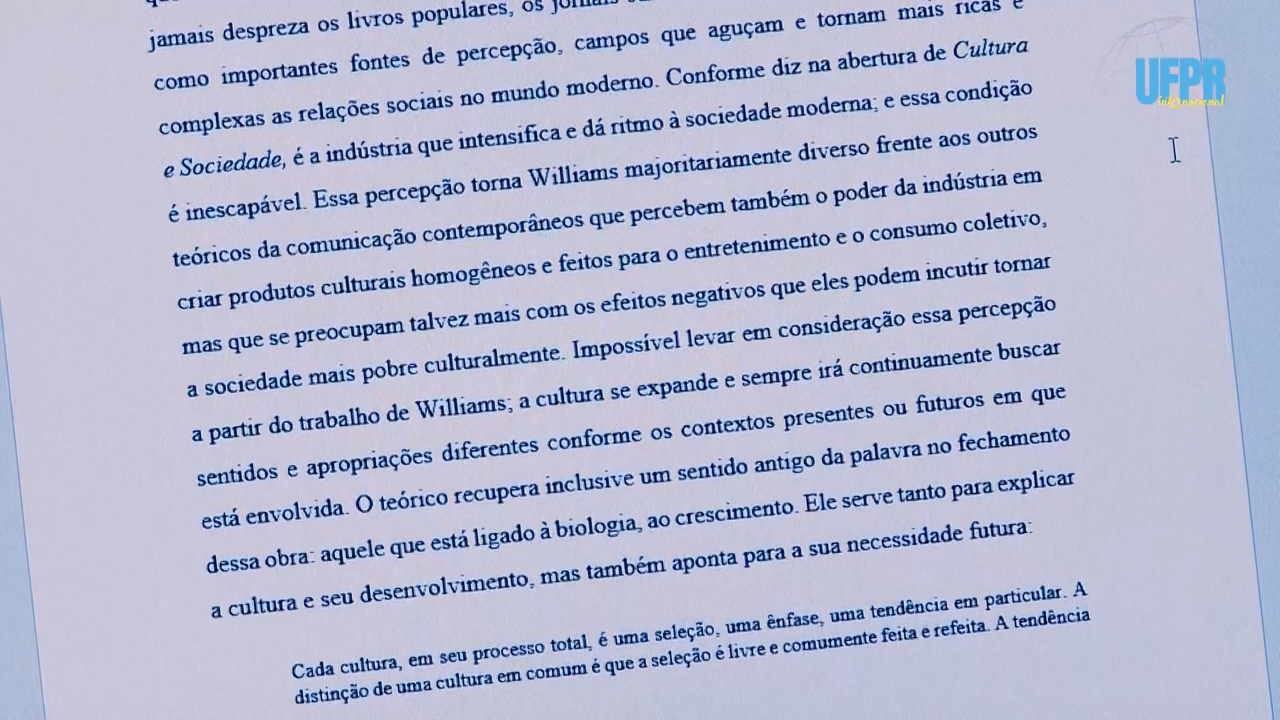 jamais despreza os livros populares, os jornais
como importantes fontes de percepção, campos que aguçam e tornam mais ricas e
complexas as relações sociais no mundo moderno. Conforme diz na abertura de Cultura
e Sociedade, é a indústria que intensifica e dá ritmo à sociedade moderna; e essa condição
é inescapável. Essa percepção torna Williams majoritariamente diverso frente aos outros
teóricos da comunicação contemporâneos que percebem também o poder da indústria em
criar produtos culturais homogêneos e feitos para o entretenimento e o consumo coletivo,
mas que se preocupam talvez mais com os efeitos negativos que eles podem incutir tornar
a sociedade mais pobre culturalmente. Impossível levar em consideração essa percepção
a partir do trabalho de Williams; a cultura se expande e sempre irá continuamente buscar
sentidos e apropriações diferentes conforme os contextos presentes ou futuros em que
está envolvida. O teórico recupera inclusive um sentido antigo da palavra no fechamento
dessa obra: aquele que está ligado à biologia, ao crescimento. Ele serve tanto para explicar
a cultura e seu desenvolvimento, mas também aponta para a sua necessidade futura:
Cada cultura, em seu processo total, é uma seleção, uma ênfase, uma tendência em particular. A
distinção de uma cultura em comum é que a seleção é livre e comumente feita e refeita. A tendência
UFPR
internacional